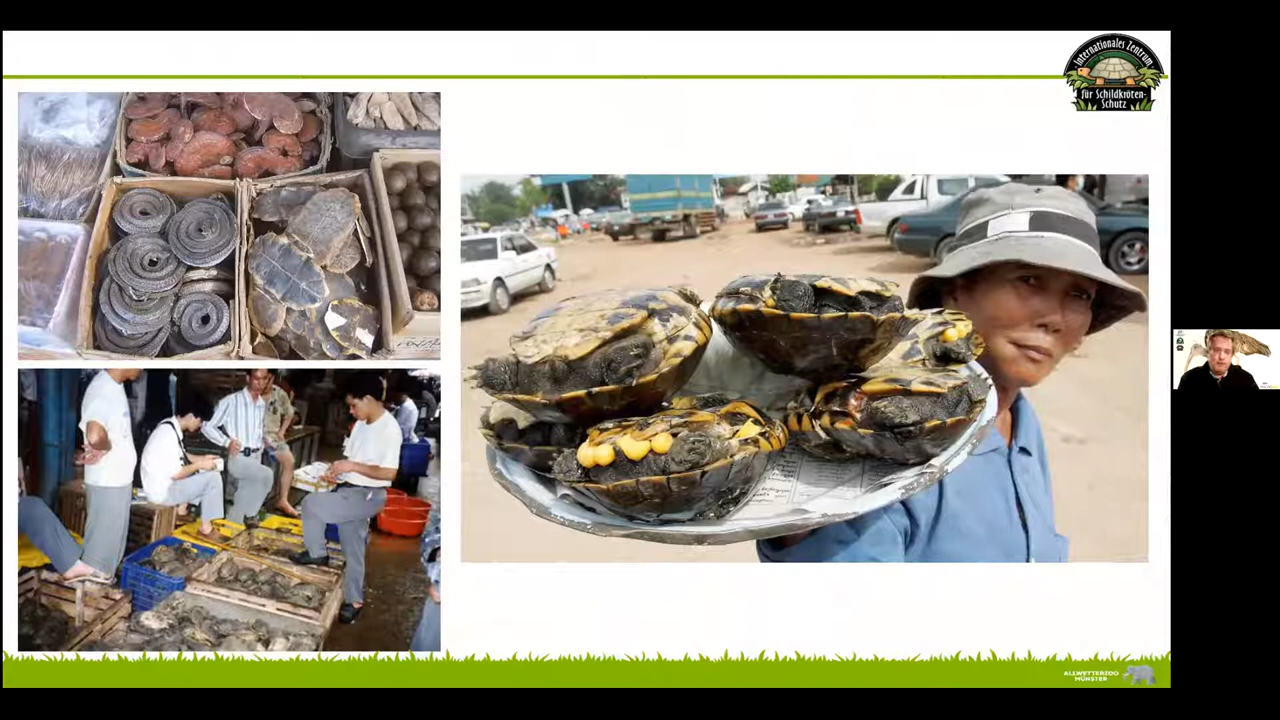 Internationales Zentrum
für Schildkröten-
Schutz
ALLWETTERZOO
MÜNSTER